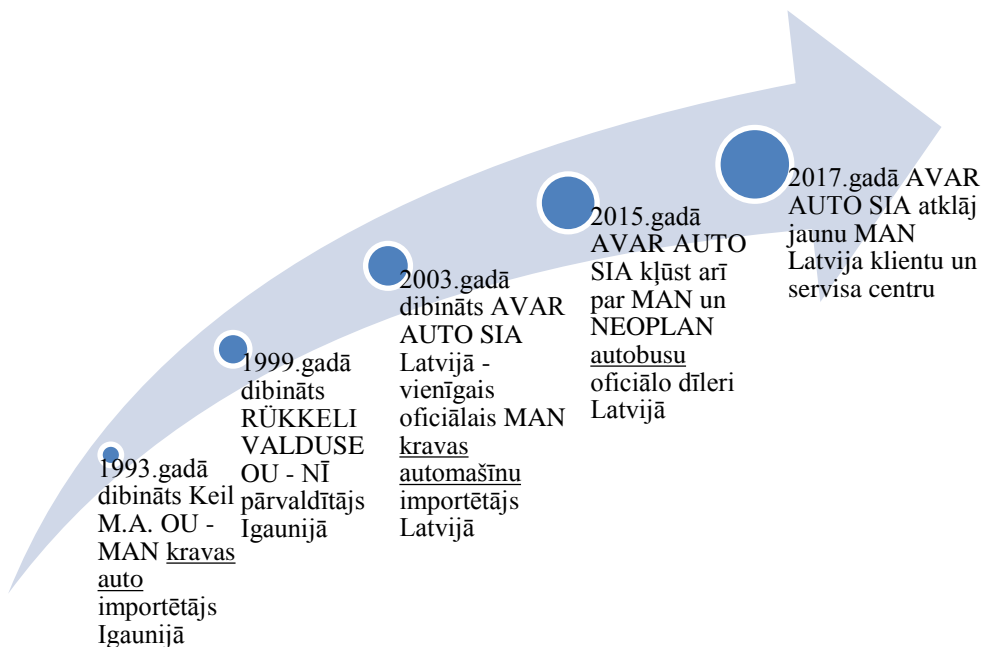 1993.gadā
dibināts Keil
M.A. OU -
MAN kravas
auto
importētājs
Igaunijā
1999.gadā
dibināts
RÜKKELI
VALDUSE
OU - NĪ
pārvaldītājs
Igaunijā
2003.gadā
dibināts AVAR
AUTO SIA
Latvijā -
vienīgais
oficiālais MAN
kravas
automašīnu
importētājs
Latvijā
2015.gadā
AVAR AUTO
SIA kļūst arī
par MAN un
NEOPLAN
autobusu
oficiālo dīleri
Latvijā
2017.gadā AVAR
AUTO SIA atklāj
jaunu MAN
Latvija klientu un
servisa centru